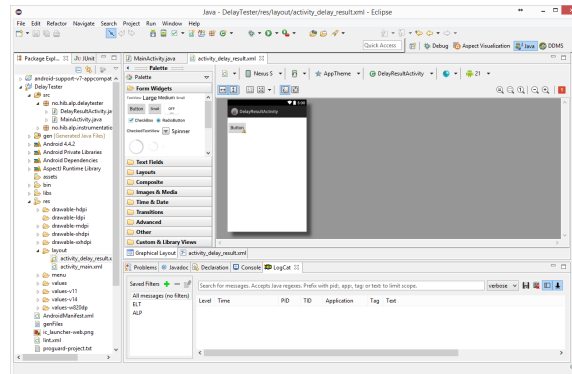 Java - DelayTester/res/layout/activity_delay_result.xml - Eclipse
File Edit Refactor Navigate Search Project Run Window Help
Quick Access
Debug
Aspect Visualization
Java
DDMS
Package Expl...
JUnit
android-support-v7-appcompat
DelayTester
src
no.hib.alp.delaytester
DelayResultActivity.ja
MainActivity.java
no.hib.alp.instrumentatio
gen [Generated Java Files]
Android 4.4.2
Android Private Libraries
Android Dependencies
AspectJ Runtime Library
assets
bin
libs
res
drawable-hdpi
drawable-ldpi
drawable-mdpi
drawable-xhdpi
drawable-xxhdpi
layout
activity_delay_result.x
activity_main.xml
menu
values
values-v11
values-v14
values-w820dp
AndroidManifest.xml
genFiles
ic_launcher-web.png
lint.xml
proguard-project.txt
MainActivity.java
activity_delay_result.xml
Palette
Palette
Form Widgets
TextView Large Medium Small
Button Small OFF
CheckBox RadioButton
CheckedTextView Spinner
Text Fields
Layouts
Composite
Images & Media
Time & Date
Transitions
Advanced
Other
Custom & Library Views
Graphical Layout
activity_delay_result.xml
Nexus S
AppTheme
DelayResultActivity
21
5:00
DelayResultActivity
Button
Problems
Javadoc
Declaration
Console
LogCat
Saved Filters
All messages (no filters)
ELT
ALP
Search for messages. Accepts Java regexes. Prefix with pid:, app:, tag: or text: to limit scope.
verbose
Level Time PID TID Application Tag Text